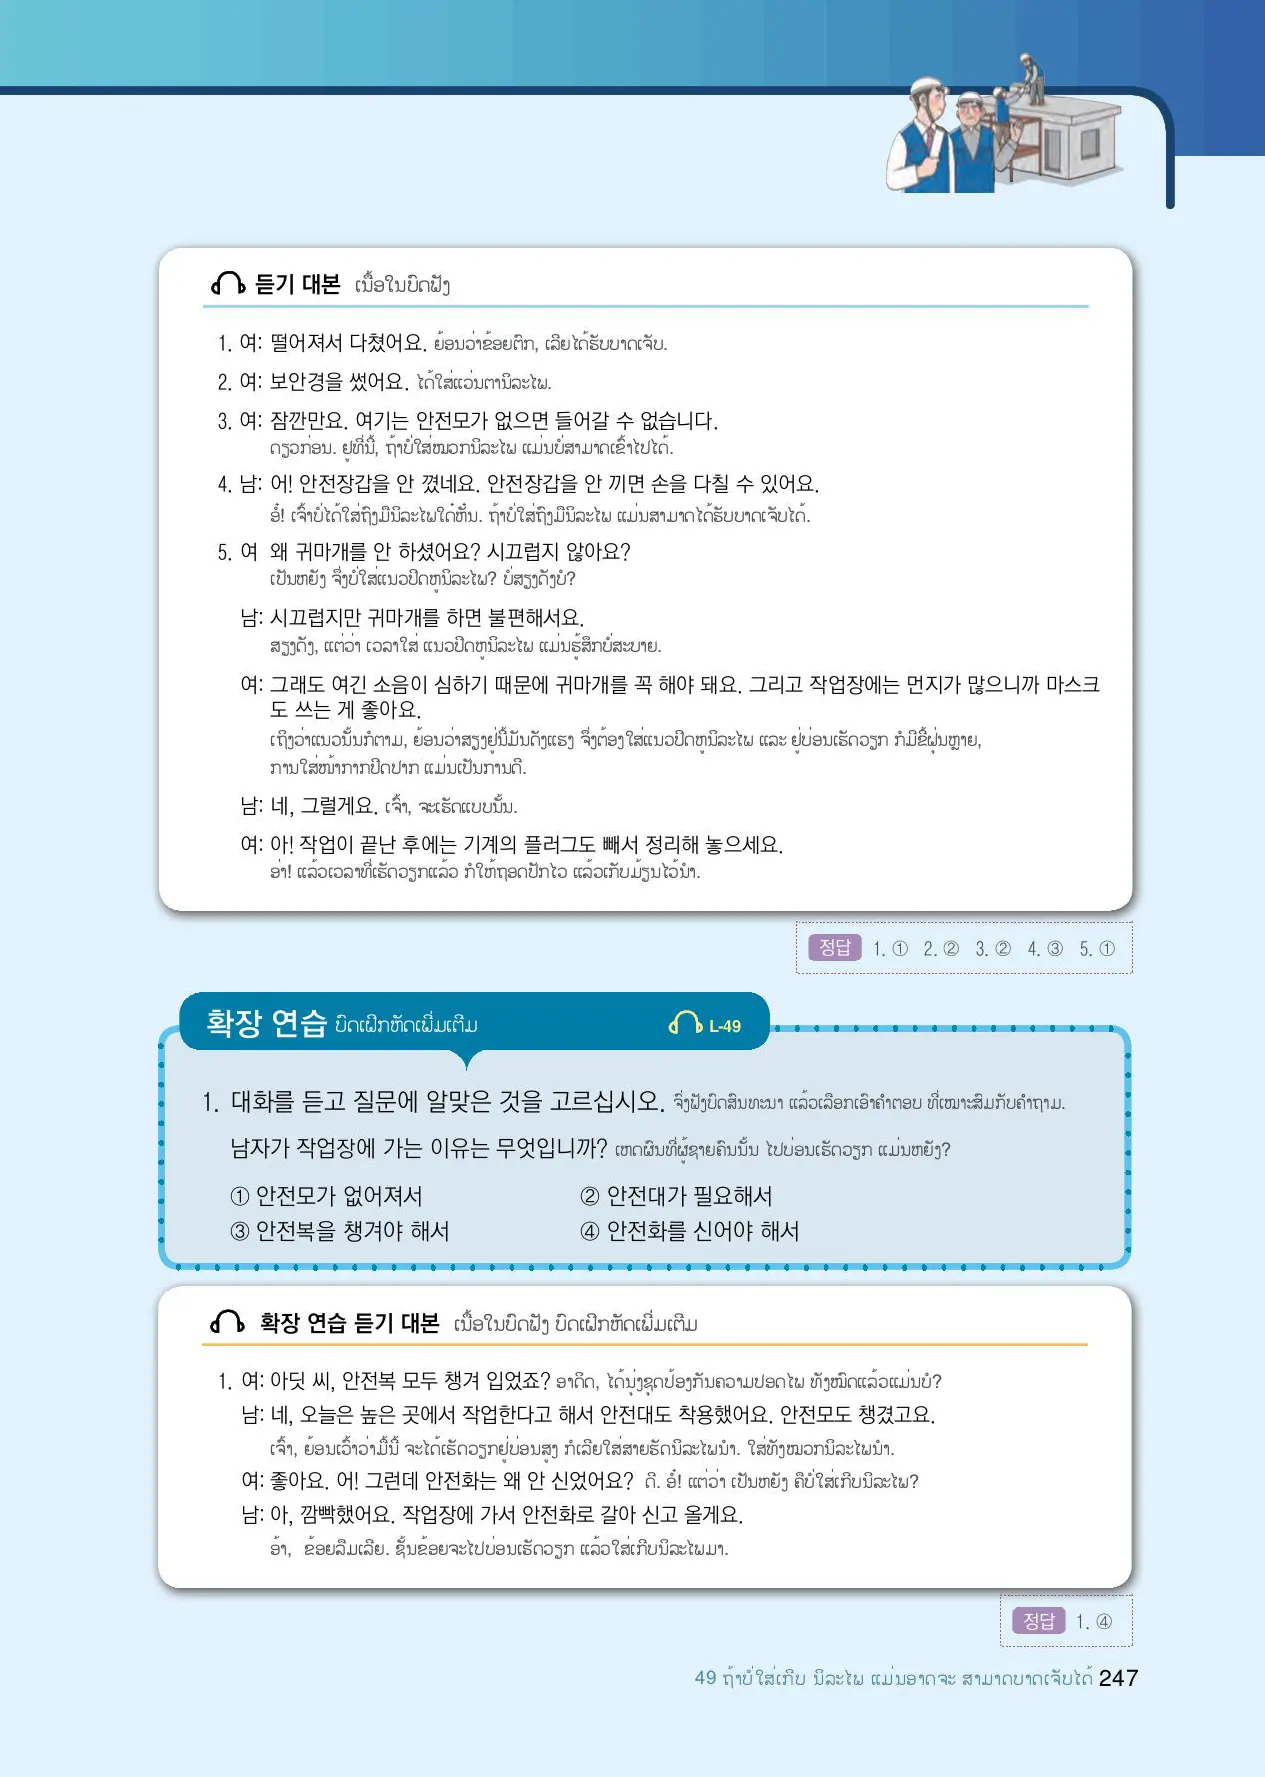 듣기 대본 ເນື້ອໃນບົດຟັງ
1. 여: 떨어져서 다쳤어요. ຍ້ອນວ່າຂ້ອຍຕົກ, ເລີຍໄດ້ຮັບບາດເຈັບ.
2. 여: 보안경을 썼어요. ໄດ້ໃສ່ແວ່ນຕານິລະໄພ.
3. 여: 잠깐만요. 여기는 안전모가 없으면 들어갈 수 없습니다.
ດຽວກ່ອນ. ຢູ່ທີ່ນີ້, ຖ້າບໍ່ໃສ່ໝວກນິລະໄພ ແມ່ນບໍ່ສາມາດເຂົ້າໄປໄດ້.
4. 남: 어! 안전장갑을 안 꼈네요. 안전장갑을 안 끼면 손을 다칠 수 있어요.
ອໍ໋! ເຈົ້າບໍ່ໄດ້ໃສ່ຖົງມືນິລະໄພໃດ໋ຫັ໋ນ. ຖ້າບໍ່ໃສ່ຖົງມືນິລະໄພ ແມ່ນສາມາດໄດ້ຮັບບາດເຈັບໄດ້.
5. 여 왜 귀마개를 안 하셨어요? 시끄럽지 않아요?
ເປັນຫຍັງ ຈຶ່ງບໍ່ໃສ່ແນວປິດຫູນິລະໄພ? ບໍ່ສຽງດັງບໍ?
남: 시끄럽지만 귀마개를 하면 불편해서요.
ສຽງດັງ, ແຕ່ວ່າ ເວລາໃສ່ ແນວປິດຫູນິລະໄພ ແມ່ນຮູ້ສຶກບໍ່ສະບາຍ.
여: 그래도 여긴 소음이 심하기 때문에 귀마개를 꼭 해야 돼요. 그리고 작업장에는 먼지가 많으니까 마스크
도 쓰는 게 좋아요.
ເຖິງວ່າແນວນັ້ນກໍຕາມ, ຍ້ອນວ່າສຽງຢູ່ນີ້ມັນດັງແຮງ ຈຶ່ງຕ້ອງໃສ່ແນວປິດຫູນິລະໄພ ແລະ ຢູ່ບ່ອນເຮັດວຽກ ກໍມີຂີ້ຝຸ່ນຫຼາຍ,
ການໃສ່ໜ້າກາກປິດປາກ ແມ່ນເປັນການດີ.
남: 네, 그럴게요. ເຈົ້າ, ຈະເຮັດແບບນັ້ນ.
여: 아! 작업이 끝난 후에는 기계의 플러그도 빼서 정리해 놓으세요.
ອ່າ! ແລ້ວເວລາທີ່ເຮັດວຽກແລ້ວ ກໍໃຫ້ຖອດປັກໄວ ແລ້ວເກັບມ້ຽນໄວ້ນຳ.
정답 1. ① 2. ② 3. ② 4. ③ 5. ①
확장 연습 ບົດເຝິກຫັດເພີ່ມເຕີມ L-49
1. 대화를 듣고 질문에 알맞은 것을 고르십시오. ຈົ່ງຟັງບົດສົນທະນາ ແລ້ວເລືອກເອົາຄຳຕອບ ທີ່ເໝາະສົມກັບຄຳຖາມ.
남자가 작업장에 가는 이유는 무엇입니까? ເຫດຜົນທີ່ຜູ້ຊາຍຄົນນັ້ນ ໄປບ່ອນເຮັດວຽກ ແມ່ນຫຍັງ?
① 안전모가 없어져서 ② 안전대가 필요해서
③ 안전복을 챙겨야 해서 ④ 안전화를 신어야 해서
확장 연습 듣기 대본 ເນື້ອໃນບົດຟັງ ບົດເຝິກຫັດເພີ່ມເຕີມ
1. 여: 아딧 씨, 안전복 모두 챙겨 입었죠? ອາດິດ, ໄດ້ນຸ່ງຊຸດປ້ອງກັນຄວາມປອດໄພ ທັງໝົດແລ້ວແມ່ນບໍ?
남: 네, 오늘은 높은 곳에서 작업한다고 해서 안전대도 착용했어요. 안전모도 챙겼고요.
ເຈົ້າ, ຍ້ອນເວົ້າວ່າມື້ນີ້ ຈະໄດ້ເຮັດວຽກຢູ່ບ່ອນສູງ ກໍເລີຍໃສ່ສາຍຮັດນິລະໄພນຳ. ໃສ່ທັງໝວກນິລະໄພນຳ.
여: 좋아요. 어! 그런데 안전화는 왜 안 신었어요? ດີ. ອໍ໋! ແຕ່ວ່າ ເປັນຫຍັງ ຄືບໍ່ໃສ່ເກີບນິລະໄພ?
남: 아, 깜빡했어요. 작업장에 가서 안전화로 갈아 신고 올게요.
ອ້າ, ຂ້ອຍລືມເລີຍ. ຊັ້ນຂ້ອຍຈະໄປບ່ອນເຮັດວຽກ ແລ້ວໃສ່ເກີບນິລະໄພມາ.
정답 1. ④
49 ຖ້າບໍ່ໃສ່ເກີບ ນິລະໄພ ແມ່ນອາດຈະ ສາມາດບາດເຈັບໄດ້ 247